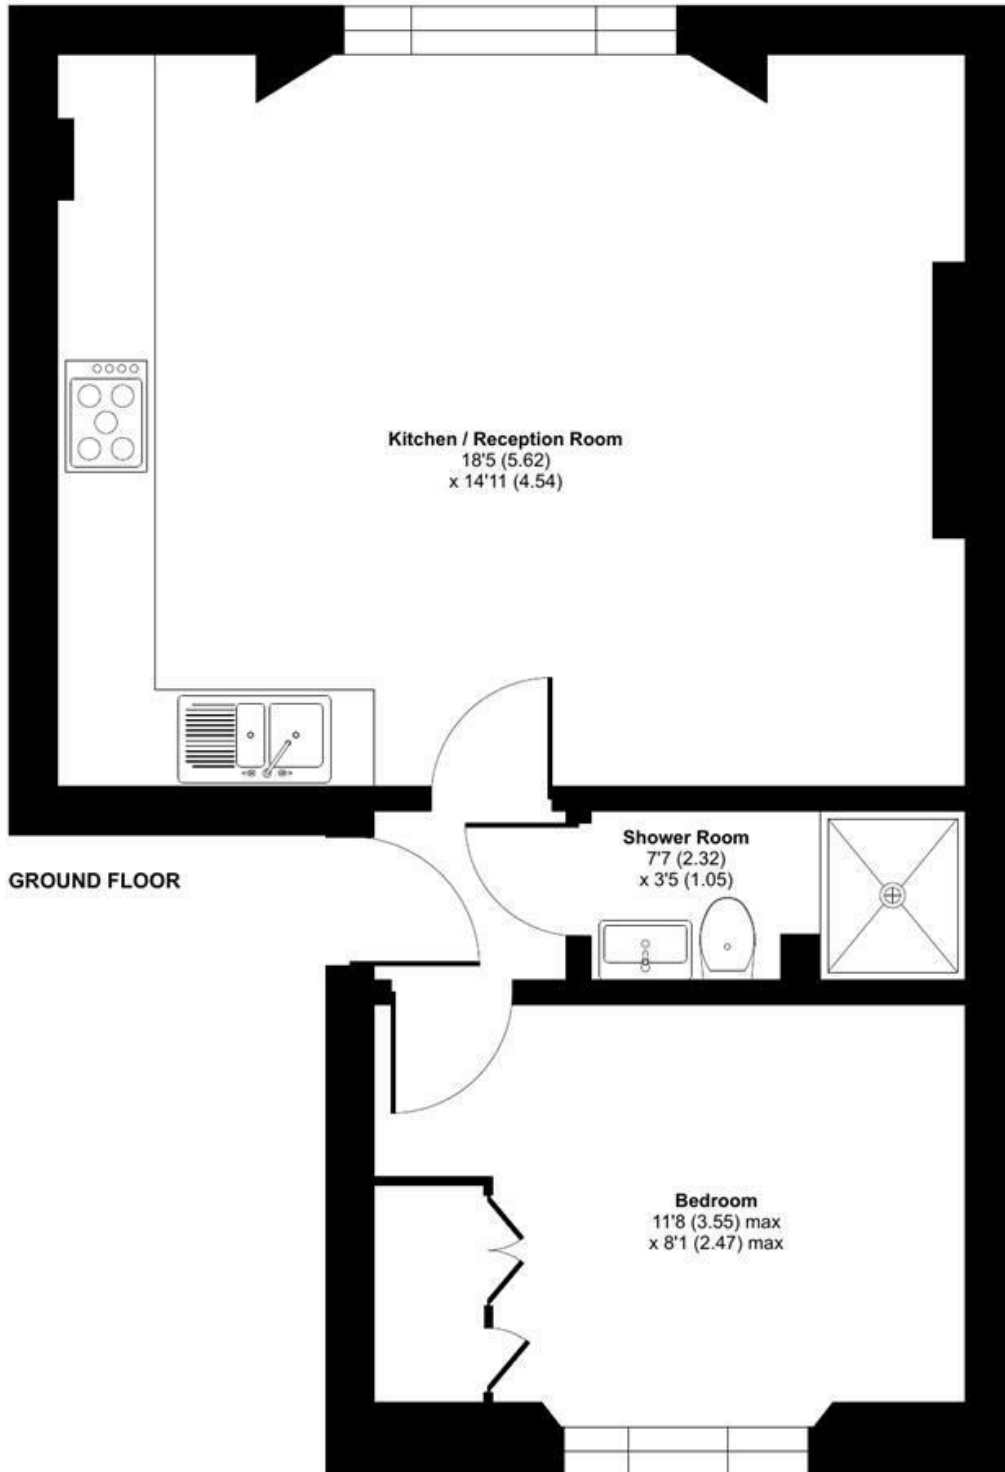 Kitchen / Reception Room
18'5 (5.62)
x 14'11 (4.54)
Shower Room
7'7 (2.32)
x 3'5 (1.05)
GROUND FLOOR
Bedroom
11'8 (3.55) max
x 8'1 (2.47) max